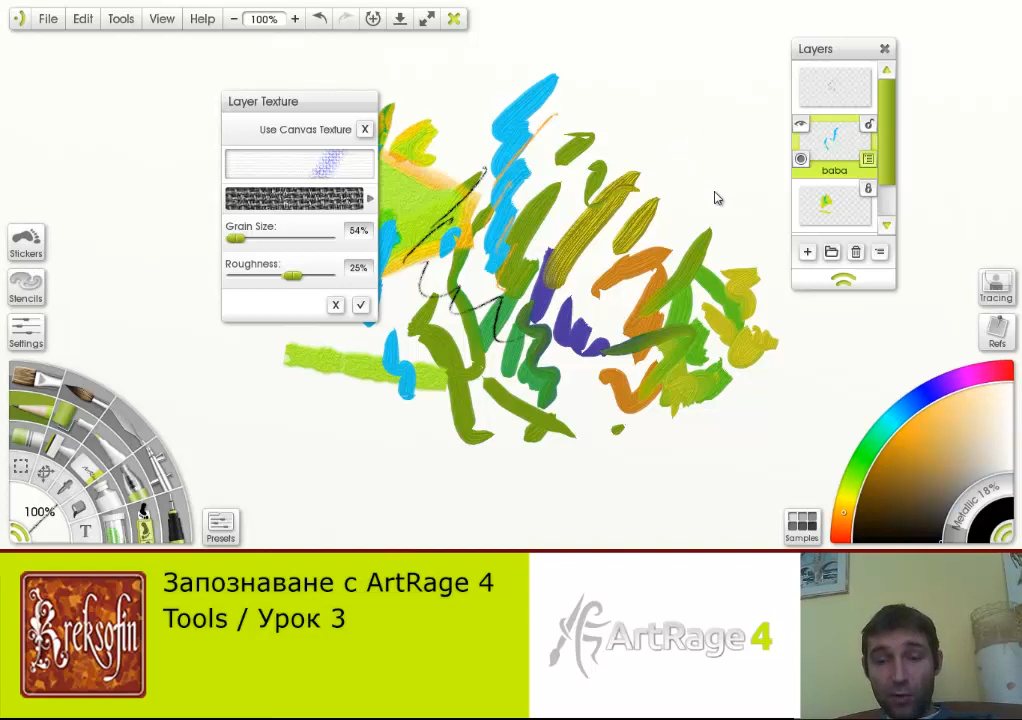 File Edit Tools View Help 100%
Layers
Layer Texture
Use Canvas Texture X
Grain Size: 54%
Roughness: 25%
X
baba
Stickers
Stencils
Settings
Tracing
Refs
100%
T
Presets
Samples
Metallic 18%
Запознаване с ArtRage 4
Tools / Урок 3
Kreksofin
ArtRage 4